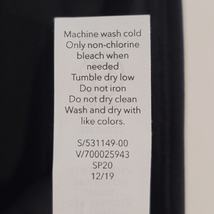 Machine wash cold
Only non-chlorine
bleach when
needed
Tumble dry low
Do not iron
Do not dry clean
Wash and dry with
like colors.
S/531149-00
V/700025943
SP20
12/19